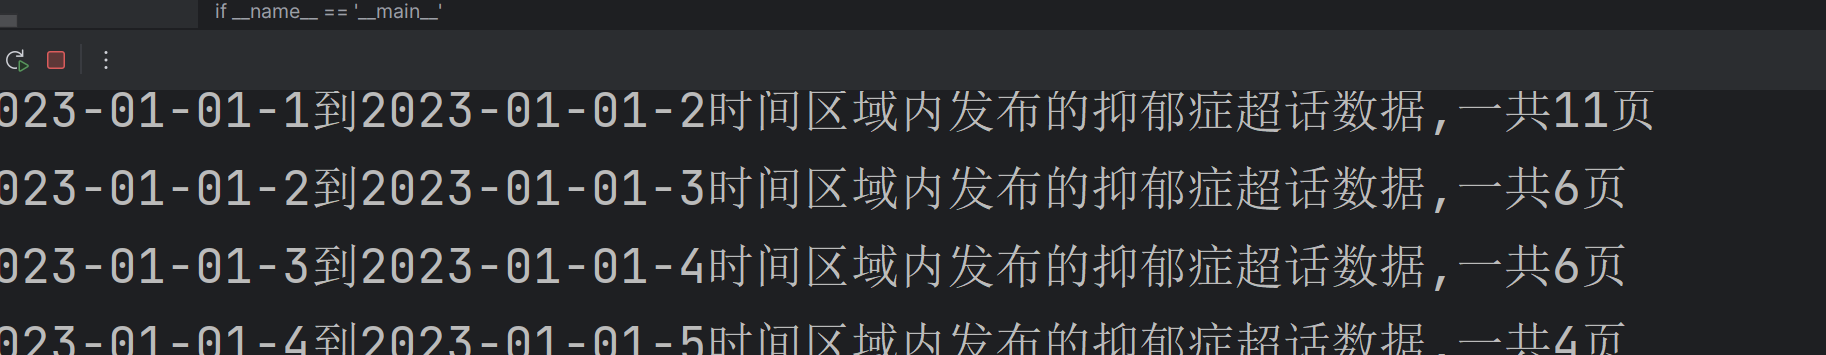 if __name__ == '__main__'
023-01-01-1到2023-01-01-2时间区域内发布的抑郁症超话数据,一共11页
023-01-01-2到2023-01-01-3时间区域内发布的抑郁症超话数据,一共6页
023-01-01-3到2023-01-01-4时间区域内发布的抑郁症超话数据,一共6页
023-01-01-4到2023-01-01-5时间区域内发布的抑郁症超话数据,一共4页